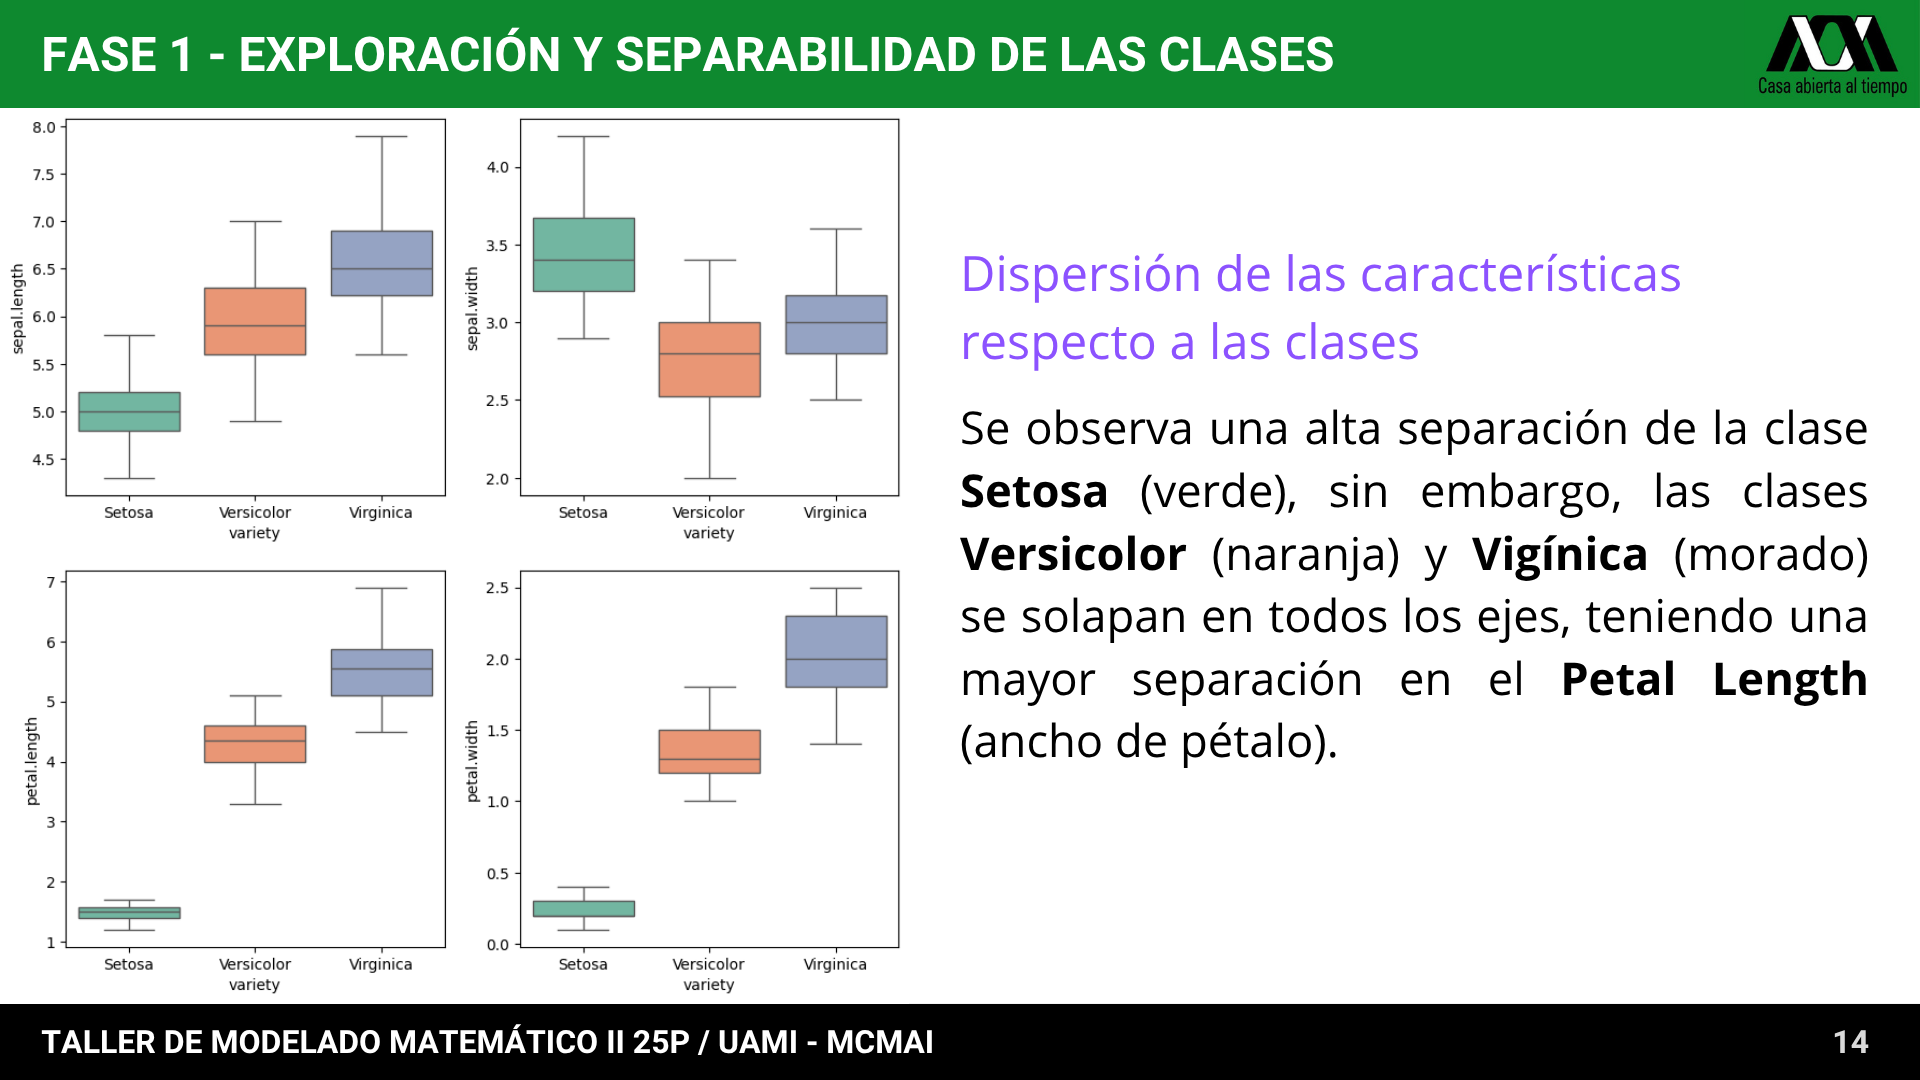 FASE 1 - EXPLORACIÓN Y SEPARABILIDAD DE LAS CLASES
Casa abierta al tiempo
8.0
7.5
7.0
6.5
6.0
5.5
5.0
4.5
sepal.length
Setosa Versicolor Virginica
variety
4.0
3.5
3.0
2.5
2.0
sepal.width
Setosa Versicolor Virginica
variety
7
6
5
4
3
2
1
petal.length
Setosa Versicolor Virginica
variety
2.5
2.0
1.5
1.0
0.5
0.0
petal.width
Setosa Versicolor Virginica
variety
Dispersión de las características
respecto a las clases
Se observa una alta separación de la clase
Setosa (verde), sin embargo, las clases
Versicolor (naranja) y Vigínica (morado)
se solapan en todos los ejes, teniendo una
mayor separación en el Petal Length
(ancho de pétalo).
TALLER DE MODELADO MATEMÁTICO II 25P / UAMI - MCMAI
14